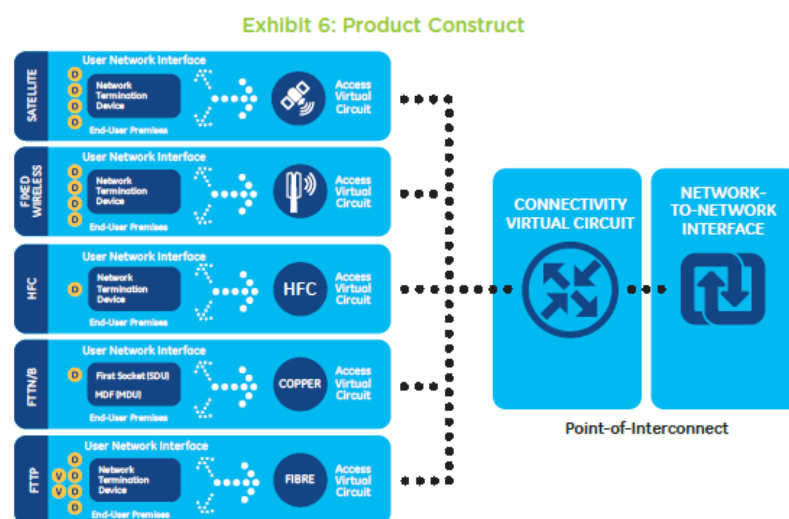 Exhibit 6: Product Construct
SATELLITE
User Network Interface
D
D
D
D
Network
Termination
Device
End-User Premises
Access
Virtual
Circuit
FIXED
WIRELESS
User Network Interface
D
D
D
D
Network
Termination
Device
End-User Premises
Access
Virtual
Circuit
HFC
User Network Interface
D
Network
Termination
Device
End-User Premises
HFC
Access
Virtual
Circuit
FTTN/B
User Network Interface
D
First Socket (SDU)
MDF (MDU)
End-User Premises
COPPER
Access
Virtual
Circuit
FTTP
User Network Interface
D
V D
V D
D
Network
Termination
Device
End-User Premises
FIBRE
Access
Virtual
Circuit
CONNECTIVITY
VIRTUAL CIRCUIT
NETWORK-
TO-NETWORK
INTERFACE
Point-of-Interconnect